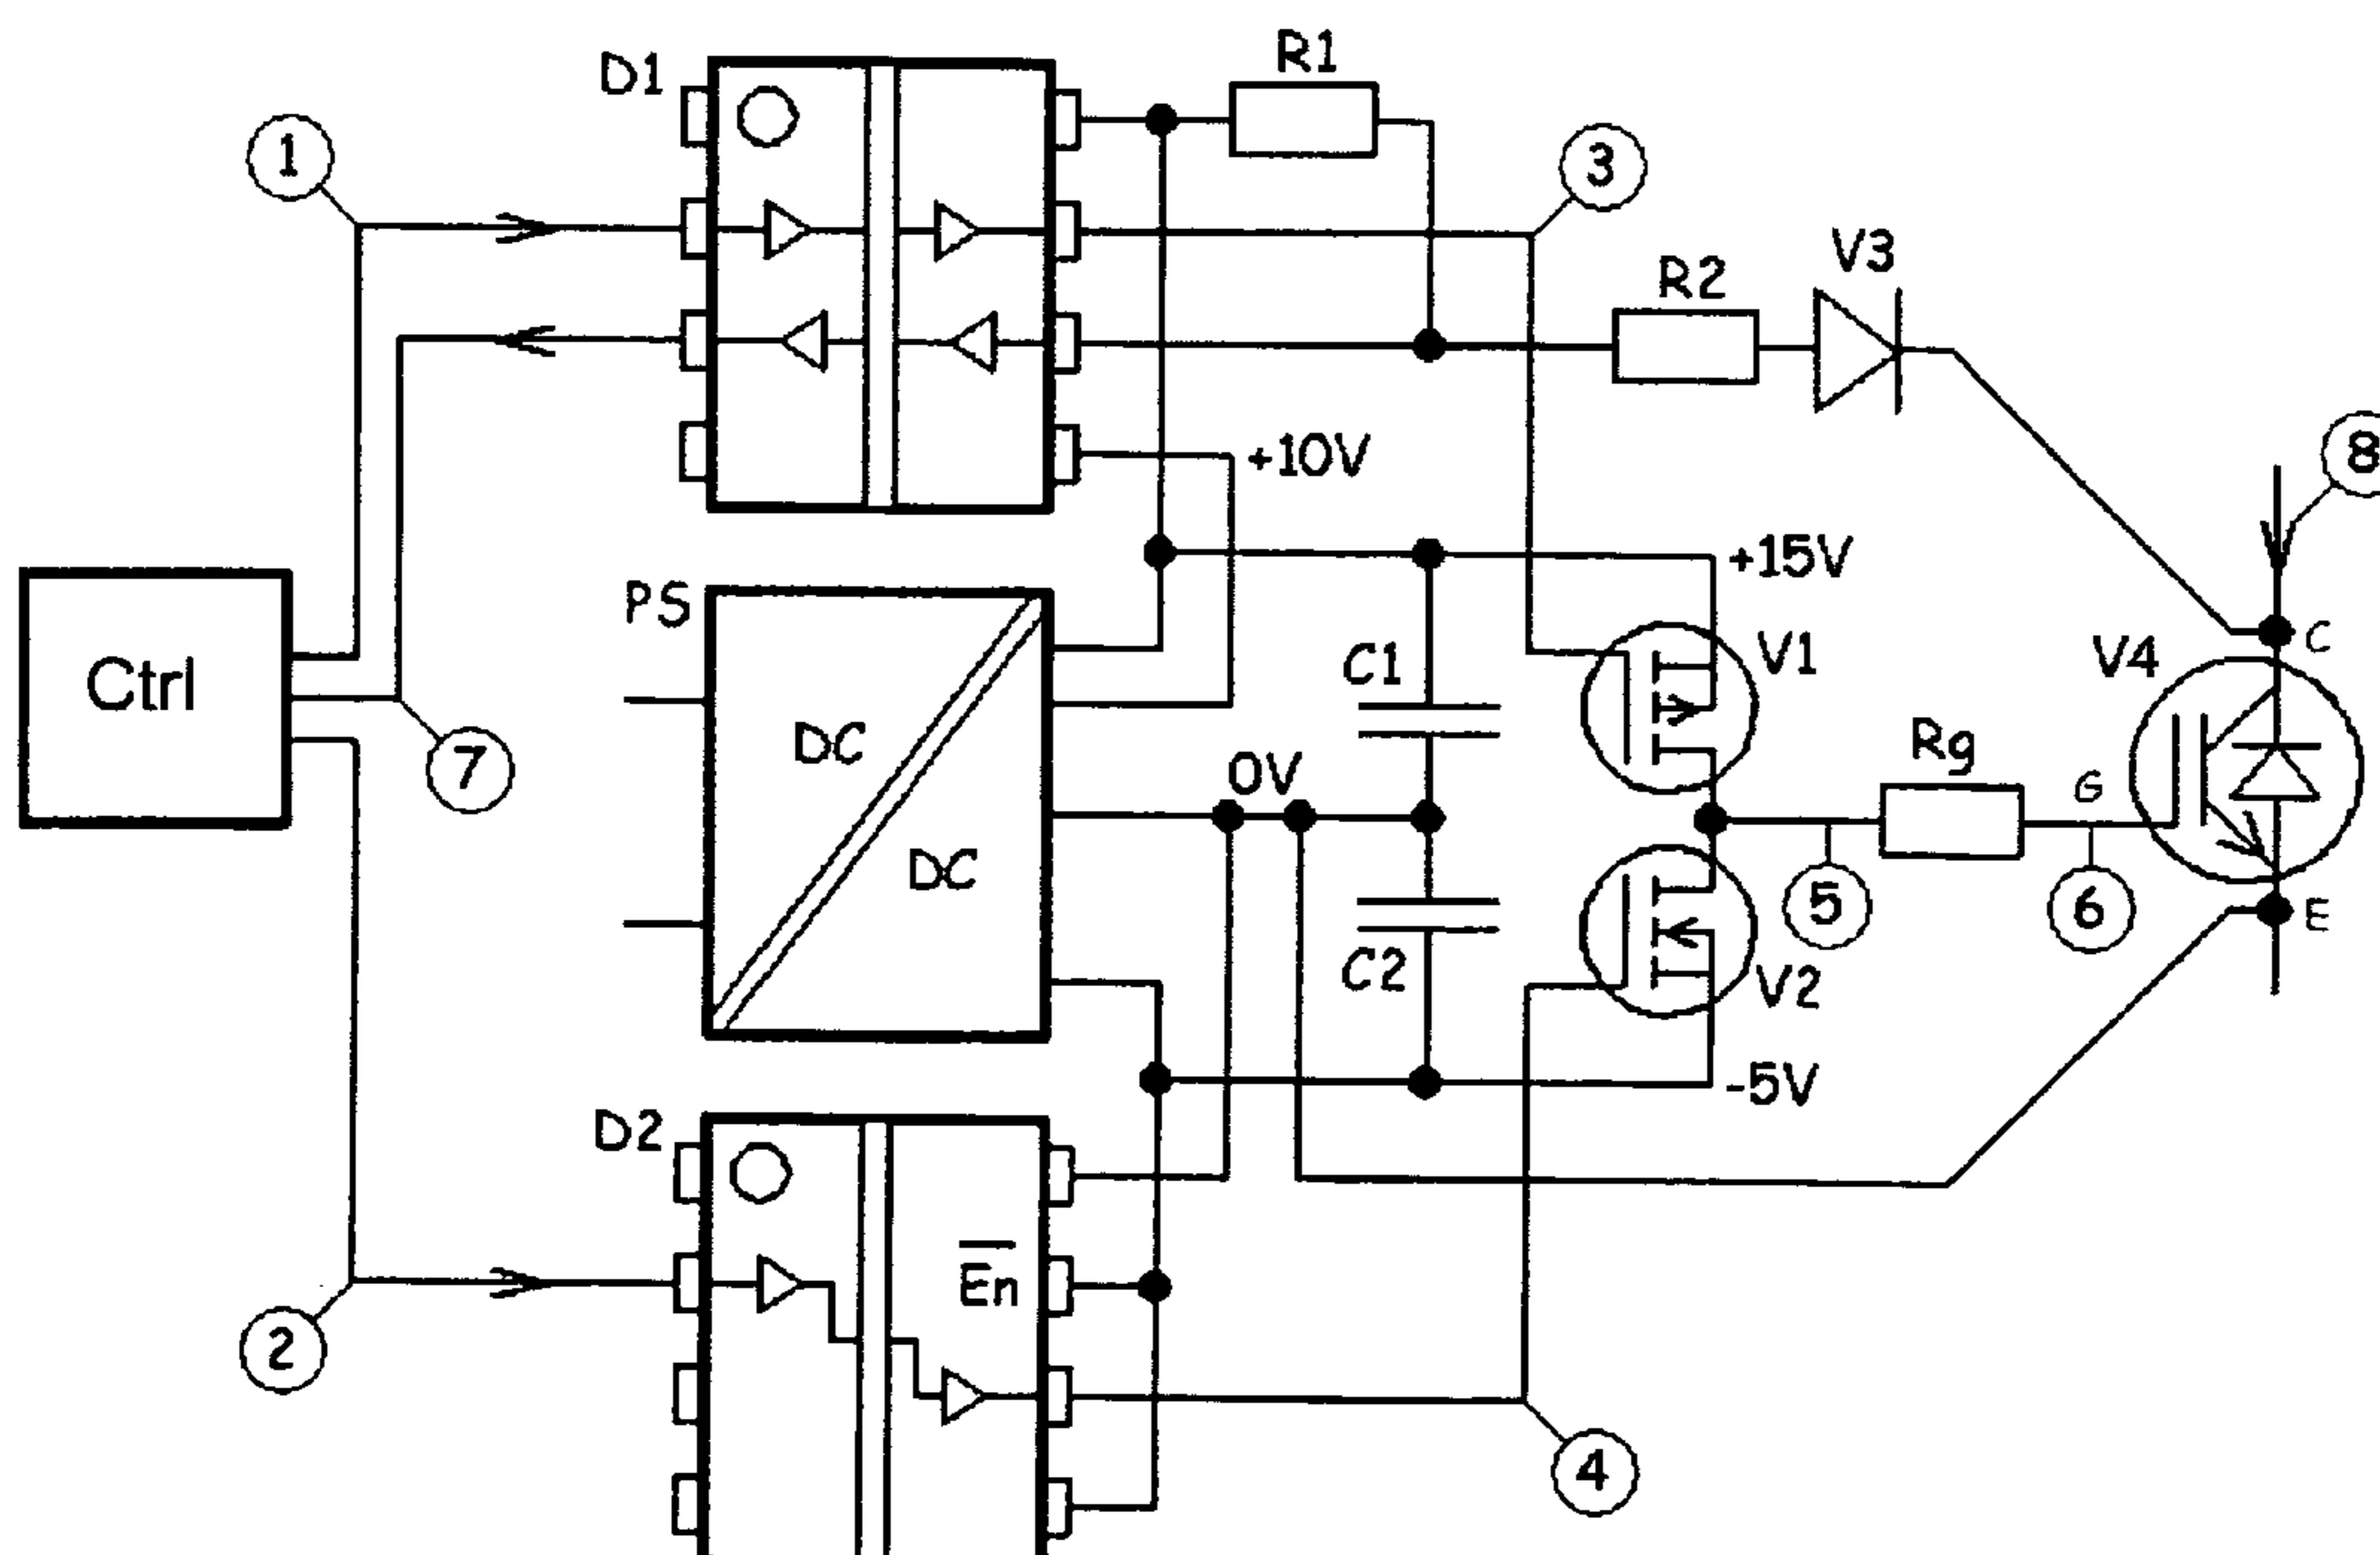 D1
R1
1
3
V3
R2
8
+10V
+15V
PS
C
Ctrl
C1
V1
V4
DC
0V
Rg
G
7
DC
5
6
E
C2
V2
-5V
D2
En
2
4